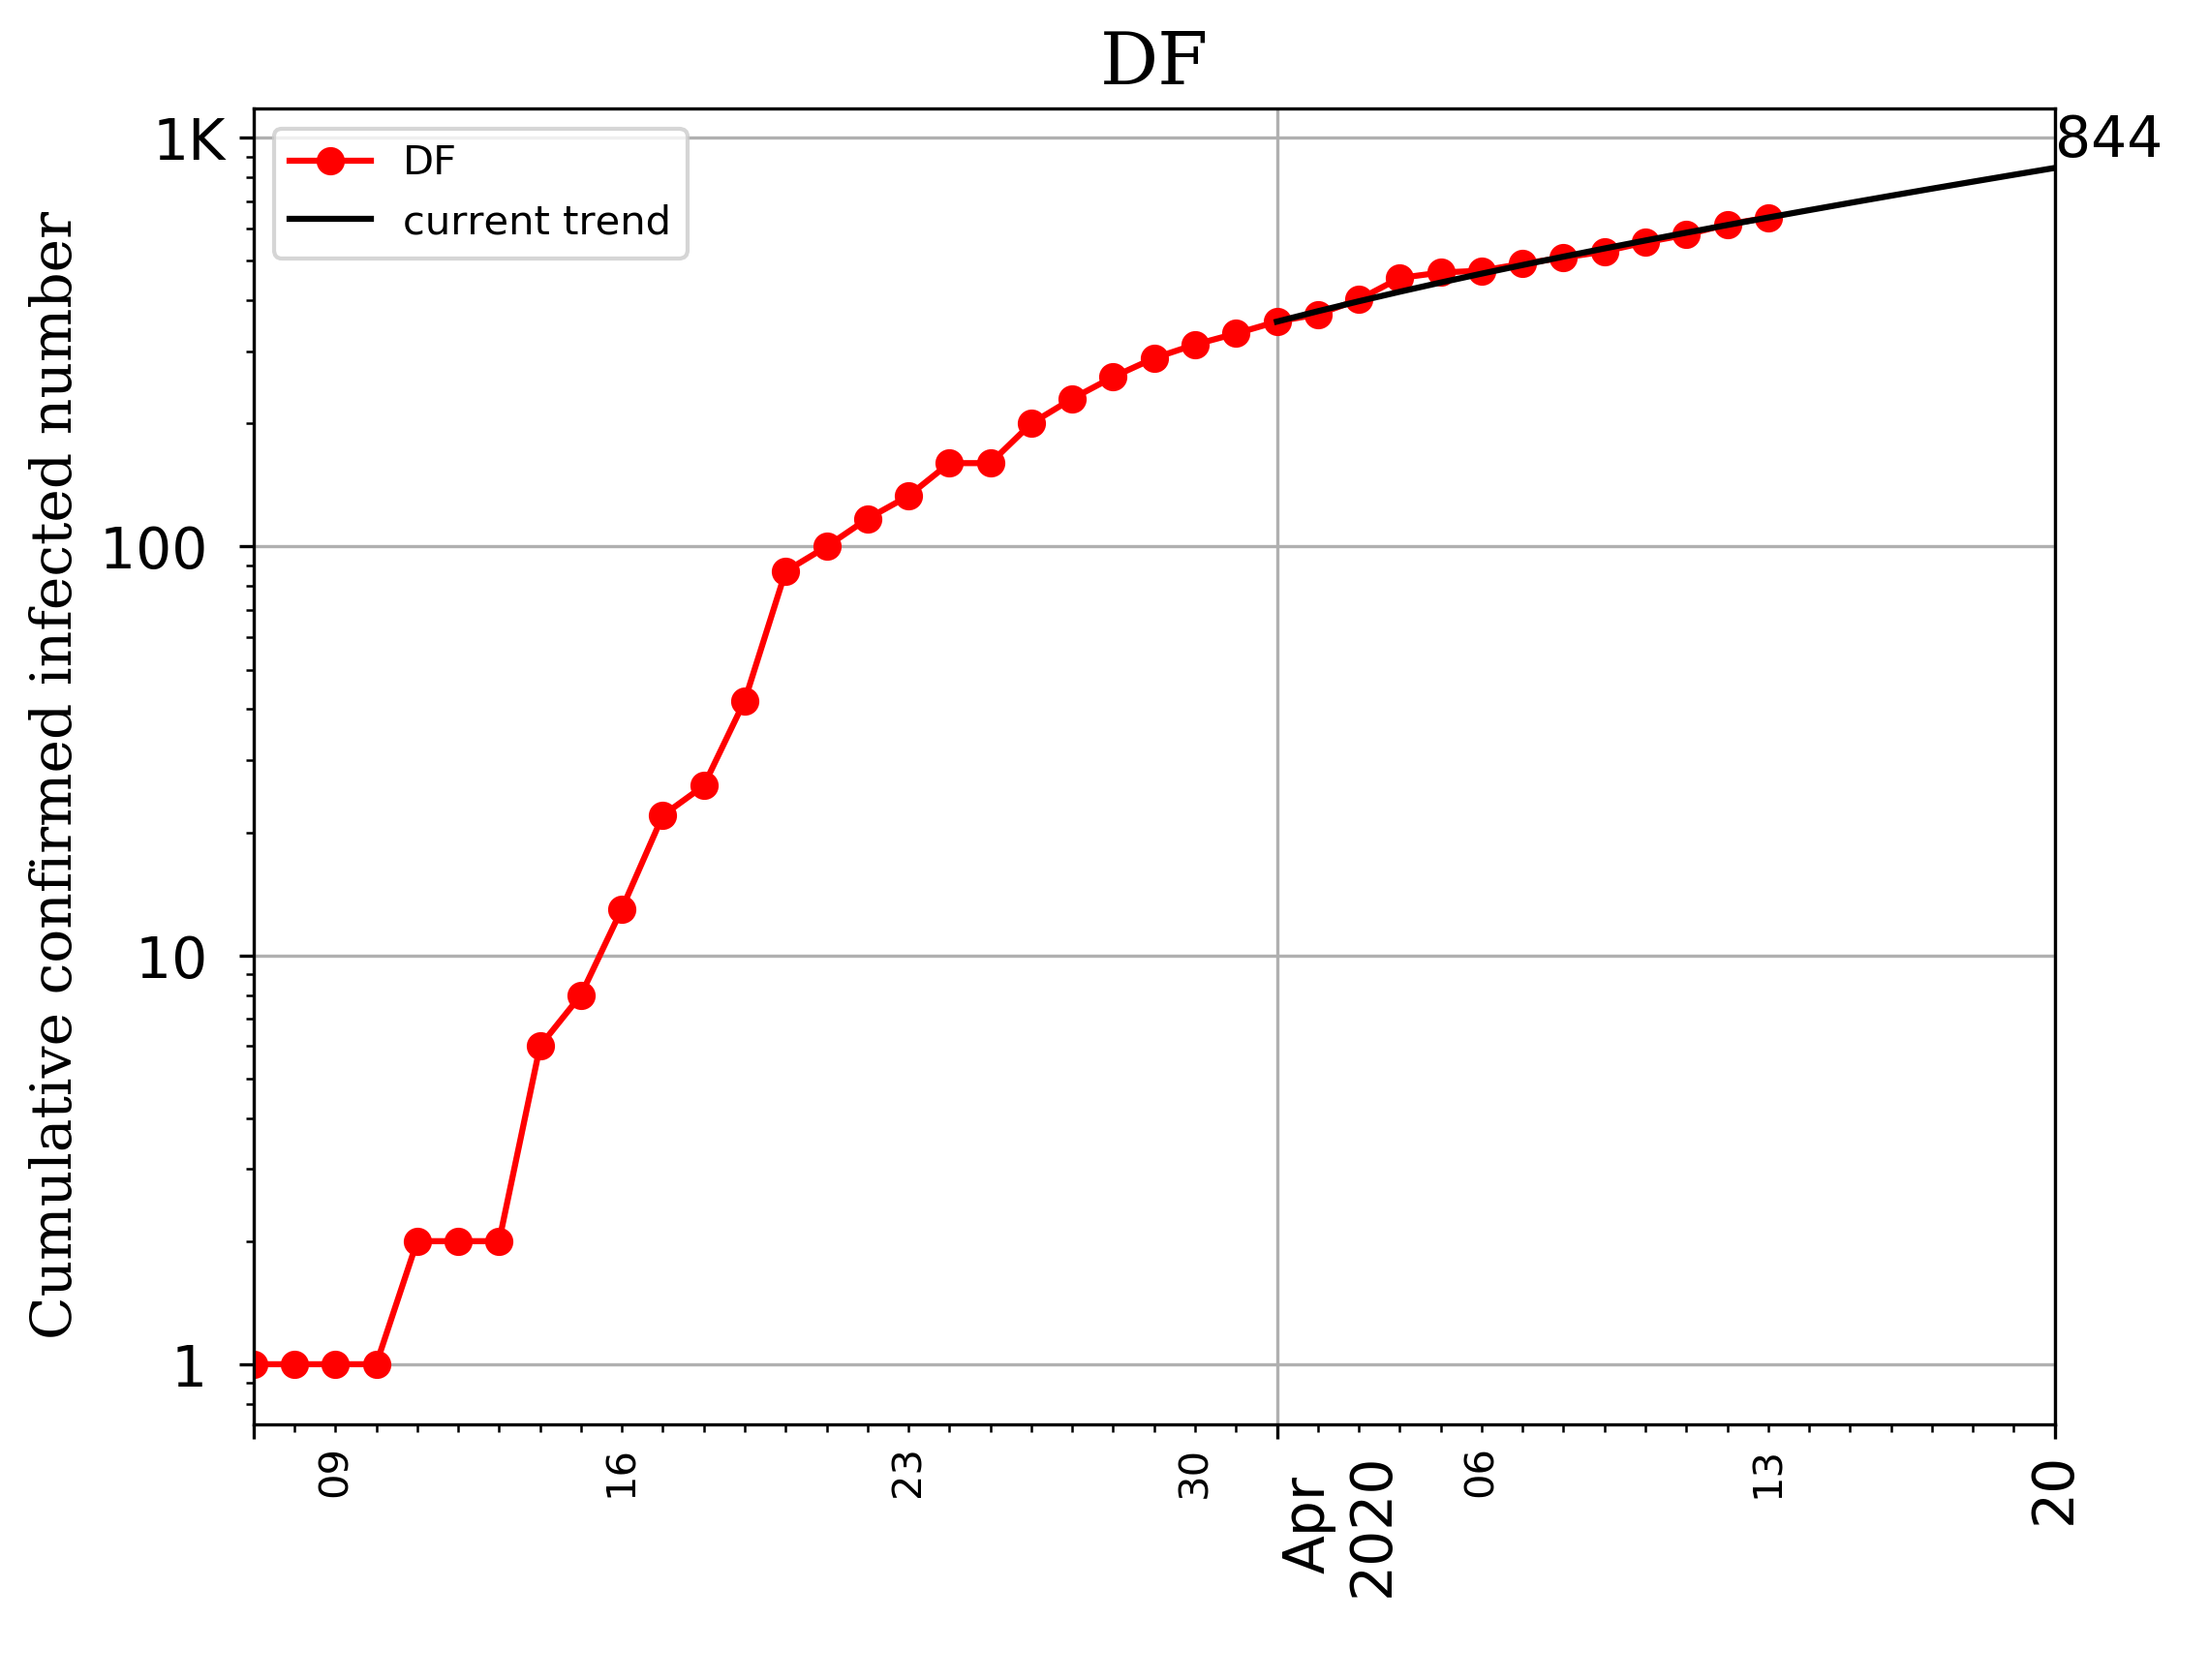 DF
1K
100
10
1
Cumulative confirmed infected number
DF
current trend
844
09
16
23
30
Apr
2020
06
13
20